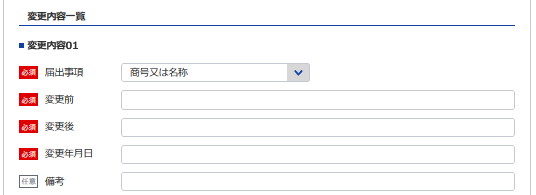 変更内容一覧
変更内容01
必須 届出事項 商号又は名称
必須 変更前
必須 変更後
必須 変更年月日
任意 備考